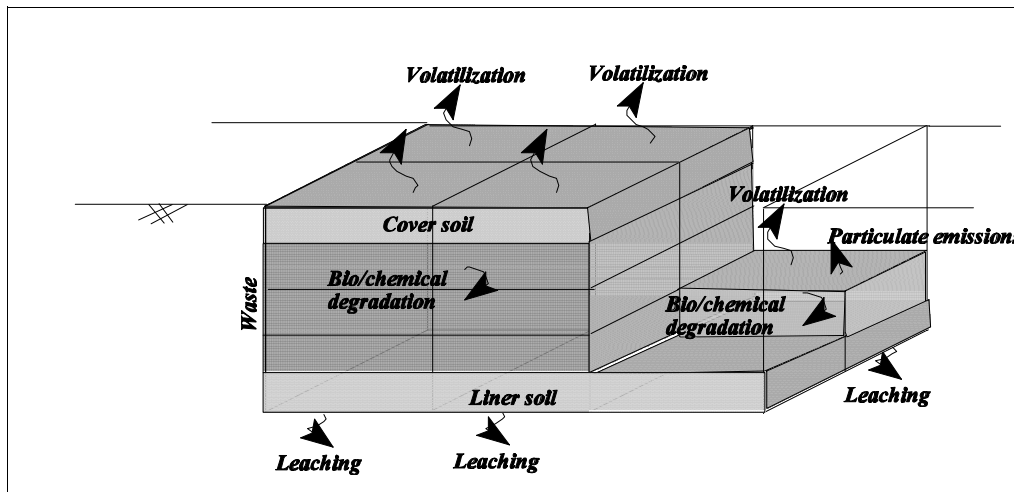 Volatilization
Volatilization
Volatilization
Cover soil
Particulate emissions
Waste
Bio/chemical
degradation
Bio/chemical
degradation
Liner soil
Leaching
Leaching
Leaching